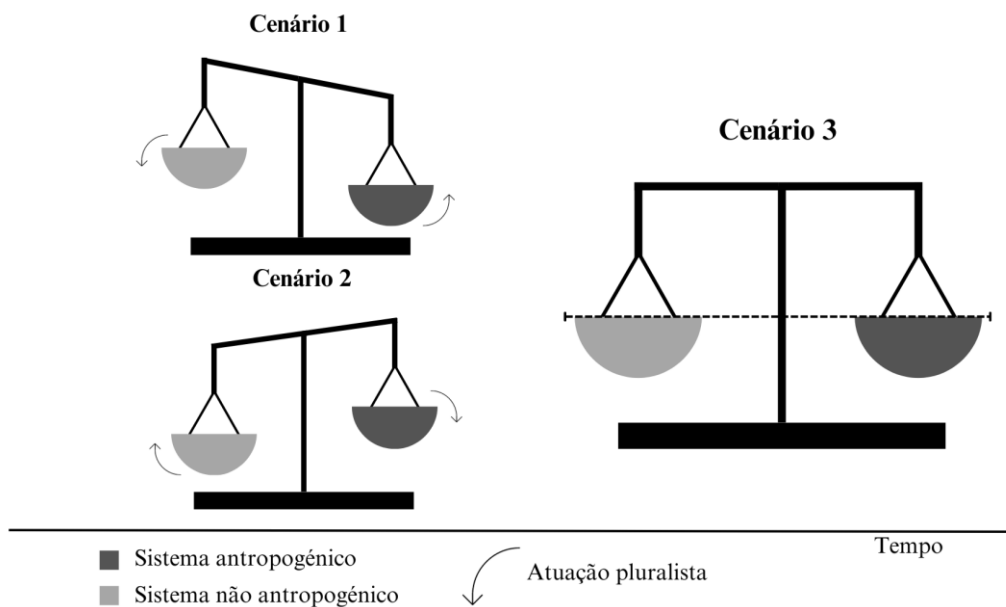 Cenário 1
Cenário 2
Cenário 3
Tempo
Sistema antropogénico
Sistema não antropogénico
Atuação pluralista